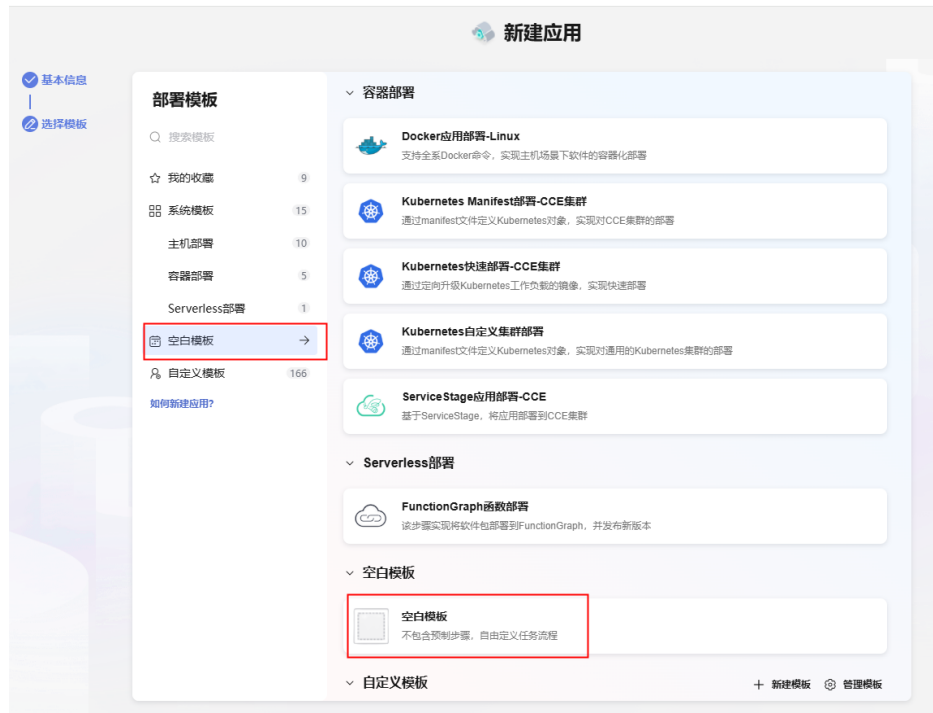 新建应用
基本信息
选择模板
部署模板
搜索模板
我的收藏 9
系统模板 15
主机部署 10
容器部署 5
Serverless部署 1
空白模板
自定义模板 166
如何新建应用?
容器部署
Docker应用部署-Linux
支持全系Docker命令，实现主机场景下软件的容器化部署
Kubernetes Manifest部署-CCE集群
通过manifest文件定义Kubernetes对象，实现对CCE集群的部署
Kubernetes快速部署-CCE集群
通过定向升级Kubernetes工作负载的镜像，实现快速部署
Kubernetes自定义集群部署
通过manifest文件定义Kubernetes对象，实现对通用的Kubernetes集群的部署
ServiceStage应用部署-CCE
基于ServiceStage，将应用部署到CCE集群
Serverless部署
FunctionGraph函数部署
该步骤实现将软件包部署到FunctionGraph，并发布新版本
空白模板
空白模板
不包含预制步骤，自由定义任务流程
自定义模板
新建模板 管理模板